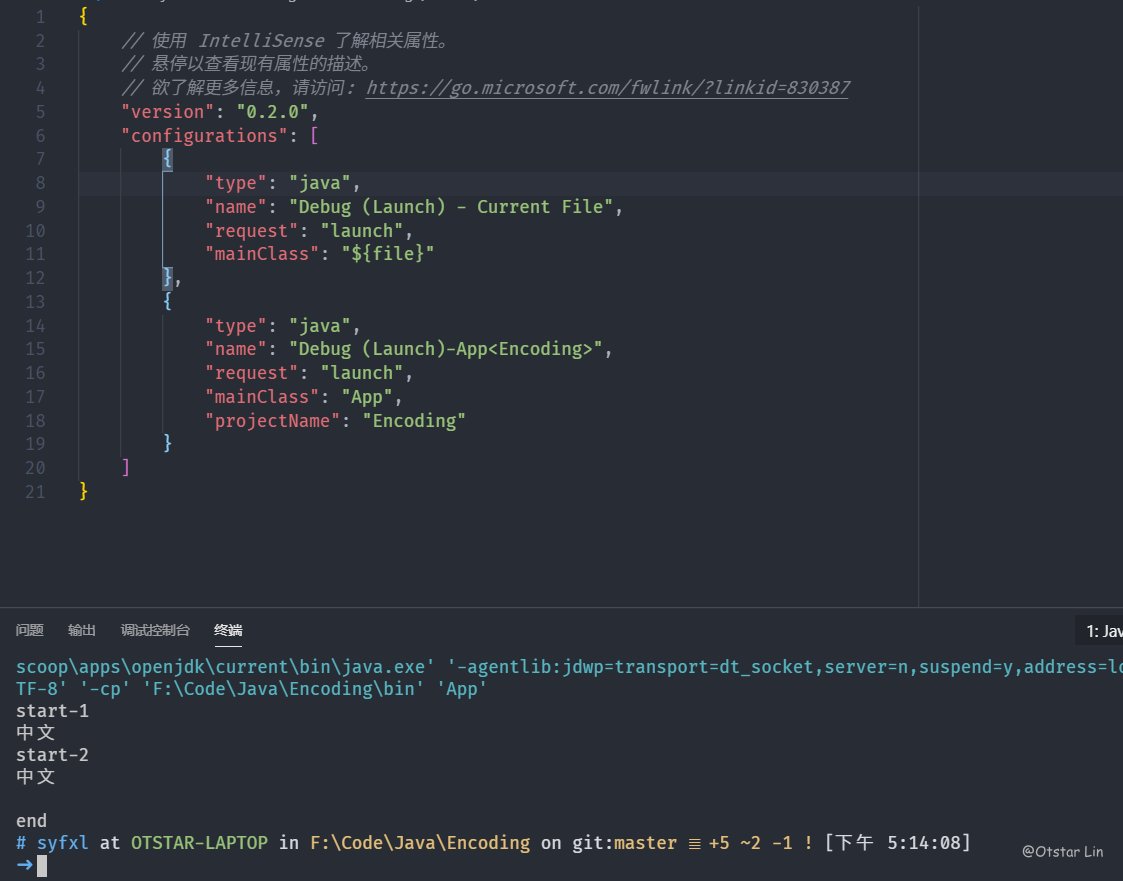 1 {
2 // 使用 IntelliSense 了解相关属性。
3 // 悬停以查看现有属性的描述。
4 // 欲了解更多信息，请访问: https://go.microsoft.com/fwlink/?linkid=830387
5 "version": "0.2.0",
6 "configurations": [
7 {
8 "type": "java",
9 "name": "Debug (Launch) - Current File",
10 "request": "launch",
11 "mainClass": "${file}"
12 },
13 {
14 "type": "java",
15 "name": "Debug (Launch)-App<Encoding>",
16 "request": "launch",
17 "mainClass": "App",
18 "projectName": "Encoding"
19 }
20 ]
21 }
问题 输出 调试控制台 终端 1: Jav
scoop\apps\openjdk\current\bin\java.exe' '-agentlib:jdwp=transport=dt_socket,server=n,suspend=y,address=lo
TF-8' '-cp' 'F:\Code\Java\Encoding\bin' 'App'
start-1
中文
start-2
中文
end
# syfxl at OTSTAR-LAPTOP in F:\Code\Java\Encoding on git:master ≡ +5 ~2 -1 ! [下午 5:14:08]
→
@Otstar Lin